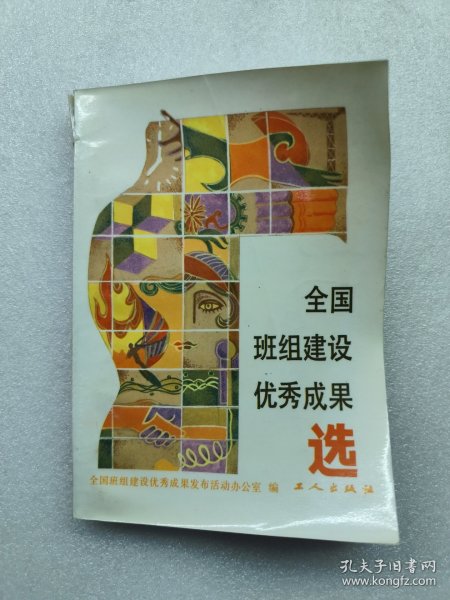 全国
班组建设
优秀成果
选
全国班组建设优秀成果发布活动办公室 编 工人出版社
孔夫子旧书网
www.kongfz.com